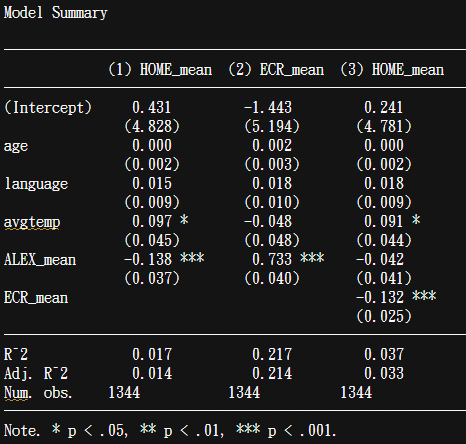 Model Summary
(1) HOME_mean (2) ECR_mean (3) HOME_mean
(Intercept) 0.431 -1.443 0.241
(4.828) (5.194) (4.781)
age 0.000 0.002 0.000
(0.002) (0.003) (0.002)
language 0.015 0.018 0.018
(0.009) (0.010) (0.009)
avgtemp 0.097 * -0.048 0.091 *
(0.045) (0.048) (0.044)
ALEX_mean -0.138 *** 0.733 *** -0.042
(0.037) (0.040) (0.041)
ECR_mean -0.132 ***
(0.025)
R^2 0.017 0.217 0.037
Adj. R^2 0.014 0.214 0.033
Num. obs. 1344 1344 1344
Note. * p < .05, ** p < .01, *** p < .001.